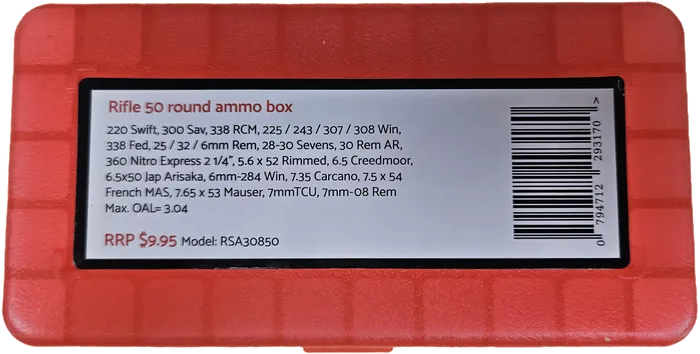 Rifle 50 round ammo box
220 Swift, 300 Sav, 338 RCM, 225 / 243 / 307 / 308 Win,
338 Fed, 25 / 32 / 6mm Rem, 28-30 Sevens, 30 Rem AR,
360 Nitro Express 2 1/4", 5.6 x 52 Rimmed, 6.5 Creedmoor,
6.5x50 Jap Arisaka, 6mm-284 Win, 7.35 Carcano, 7.5 x 54
French MAS, 7.65 x 53 Mauser, 7mmTCU, 7mm-08 Rem
Max. OAL= 3.04
RRP $9.95 Model: RSA30850
0 794712 293170 >